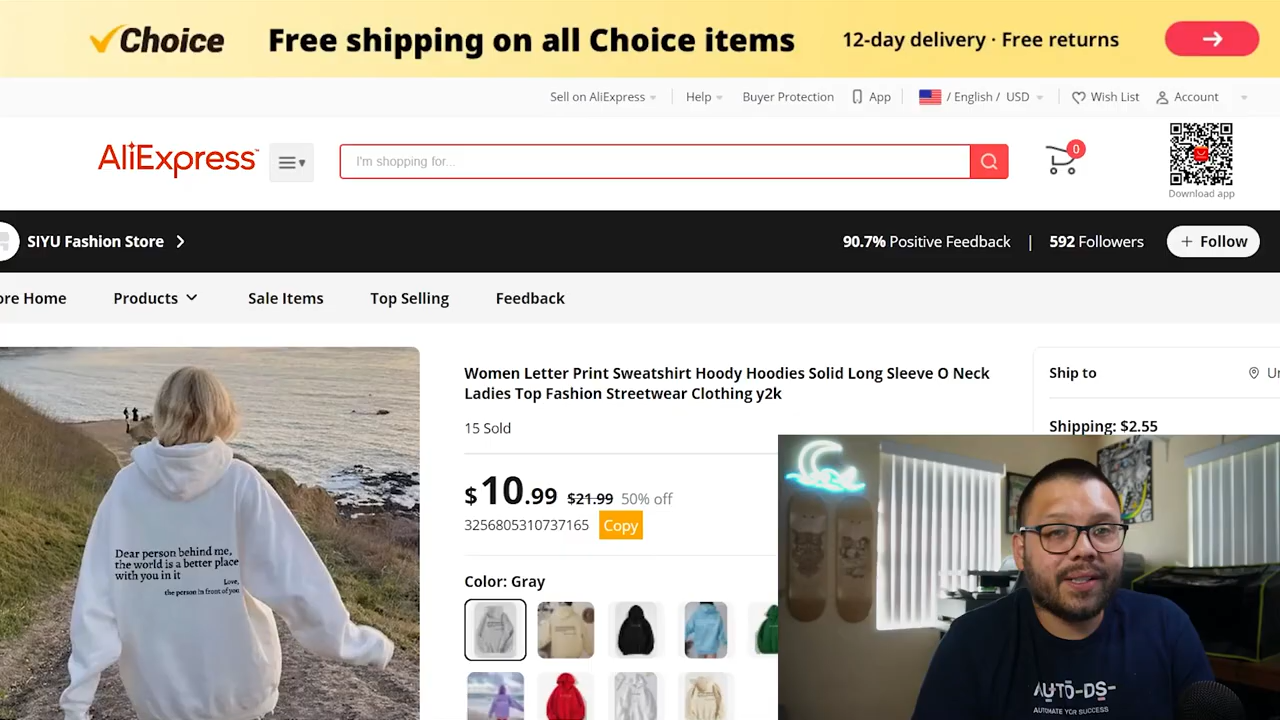 Choice
Free shipping on all Choice items
12-day delivery · Free returns
Sell on AliExpress
Help
Buyer Protection
App
/ English / USD
Wish List
Account
AliExpress
I'm shopping for...
0
Download app
SIYU Fashion Store
90.7% Positive Feedback | 592 Followers
+ Follow
ore Home
Products
Sale Items
Top Selling
Feedback
Women Letter Print Sweatshirt Hoody Hoodies Solid Long Sleeve O Neck
Ladies Top Fashion Streetwear Clothing y2k
15 Sold
$10.99 $21.99 50% off
3256805310737165 Copy
Color: Gray
Ship to
Un
Shipping: $2.55
Dear person behind me,
the world is a better place
with you in it
Love,
the person in front of you
AUTO-DS-
AUTOMATE YOUR SUCCESS